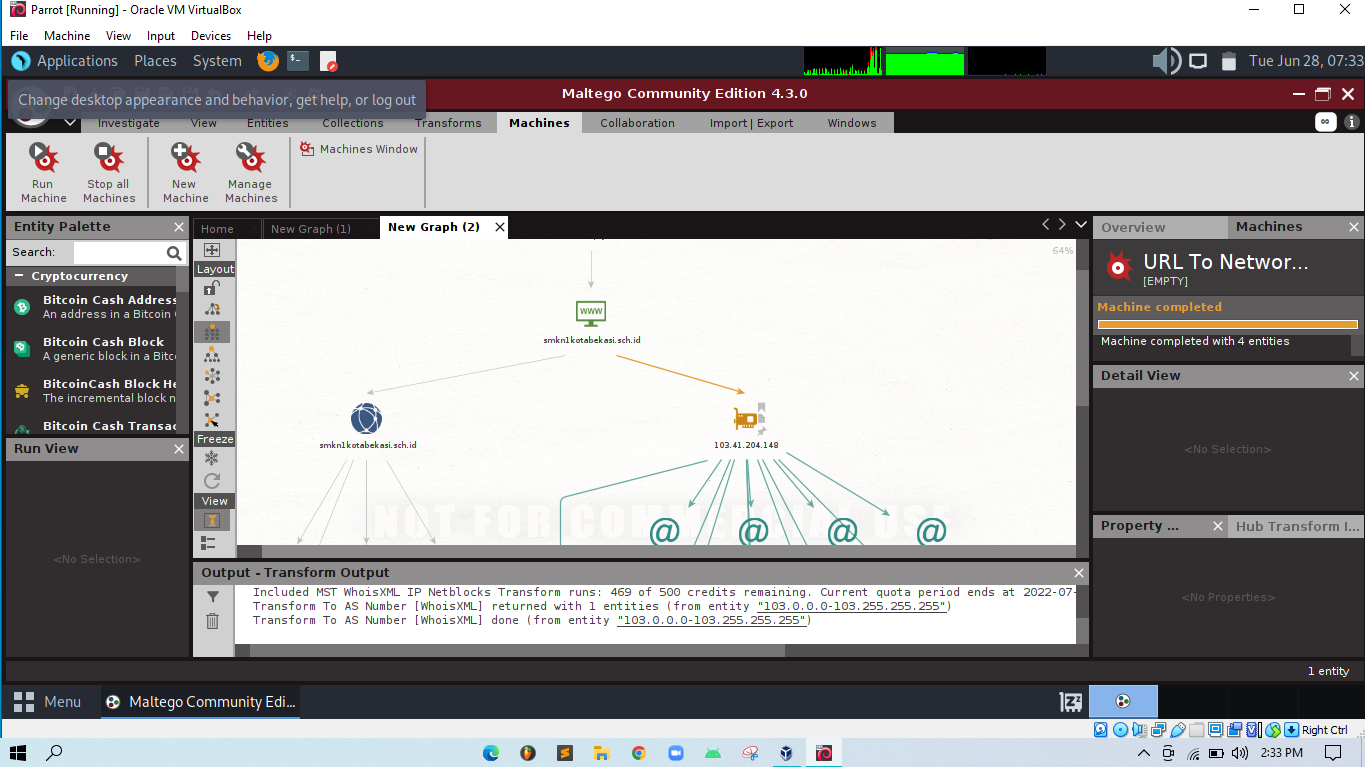 Parrot [Running] - Oracle VM VirtualBox
File Machine View Input Devices Help
Applications Places System Tue Jun 28, 07:33
Change desktop appearance and behavior, get help, or log out
Maltego Community Edition 4.3.0
Investigate View Entities Collections Transforms Machines Collaboration Import | Export Windows
Run Machine
Stop all Machines
New Machine
Manage Machines
Machines Window
Entity Palette
Search:
Cryptocurrency
Bitcoin Cash Address
An address in a Bitcoin
Bitcoin Cash Block
A generic block in a Bitc
BitcoinCash Block He
The incremental block n
Bitcoin Cash Transac
Run View
<No Selection>
Home New Graph (1) New Graph (2)
Layout
Freeze
View
64%
www
smkn1kotabekasi.sch.id
smkn1kotabekasi.sch.id
103.41.204.148
@ @ @ @
NOT FOR COMMERCIAL USE
Output - Transform Output
Included MST WhoisXML IP Netblocks Transform runs: 469 of 500 credits remaining. Current quota period ends at 2022-07-
Transform To AS Number [WhoisXML] returned with 1 entities (from entity "103.0.0.0-103.255.255.255")
Transform To AS Number [WhoisXML] done (from entity "103.0.0.0-103.255.255.255")
Overview Machines
URL To Networ...
[EMPTY]
Machine completed
Machine completed with 4 entities
Detail View
<No Selection>
Property ... Hub Transform I...
<No Properties>
1 entity
Menu Maltego Community Edi...
Right Ctrl
2:33 PM